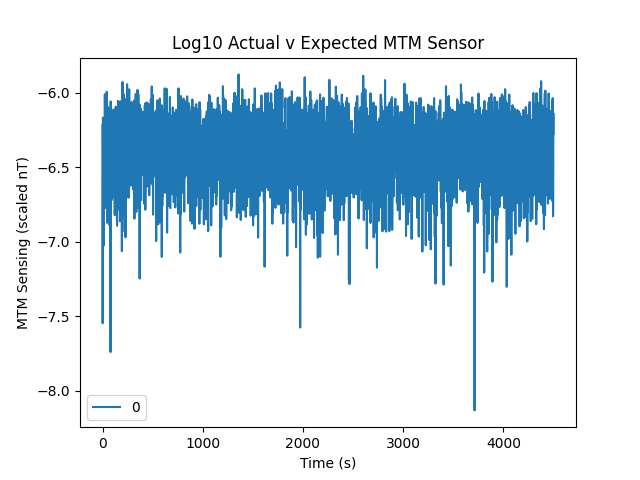 Log10 Actual v Expected MTM Sensor
MTM Sensing (scaled nT)
−6.0
−6.5
−7.0
−7.5
−8.0
0
0 1000 2000 3000 4000
Time (s)